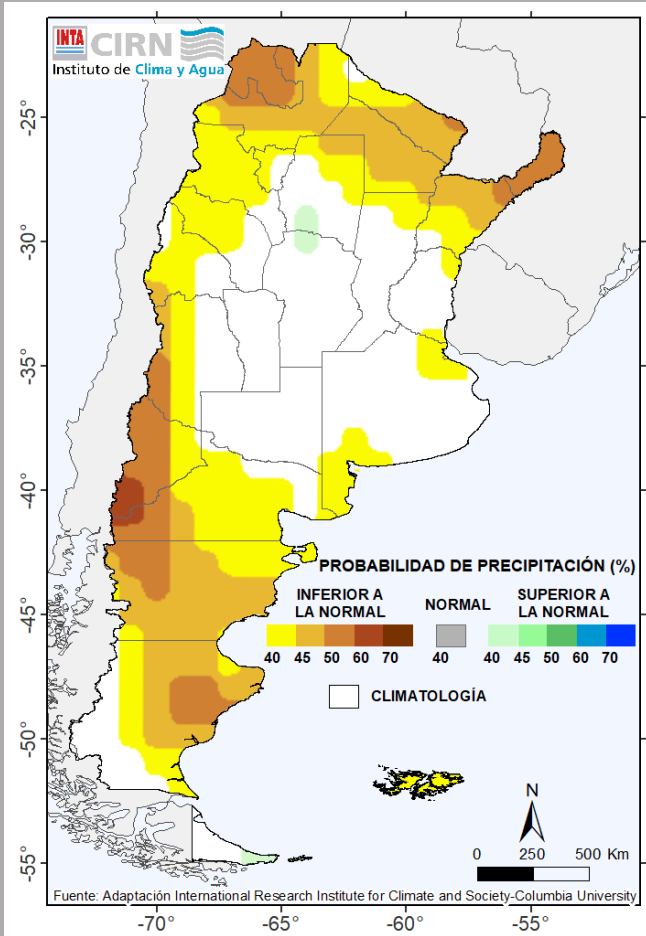 INTA CIRN
Instituto de Clima y Agua
-25°
-30°
-35°
-40°
-45°
-50°
-55°
PROBABILIDAD DE PRECIPITACIÓN (%)
INFERIOR A
LA NORMAL
NORMAL
SUPERIOR A
LA NORMAL
40 45 50 60 70
40
40 45 50 60 70
CLIMATOLOGÍA
N
0 250 500 Km
Fuente: Adaptación International Research Institute for Climate and Society-Columbia University
-70° -65° -60° -55°